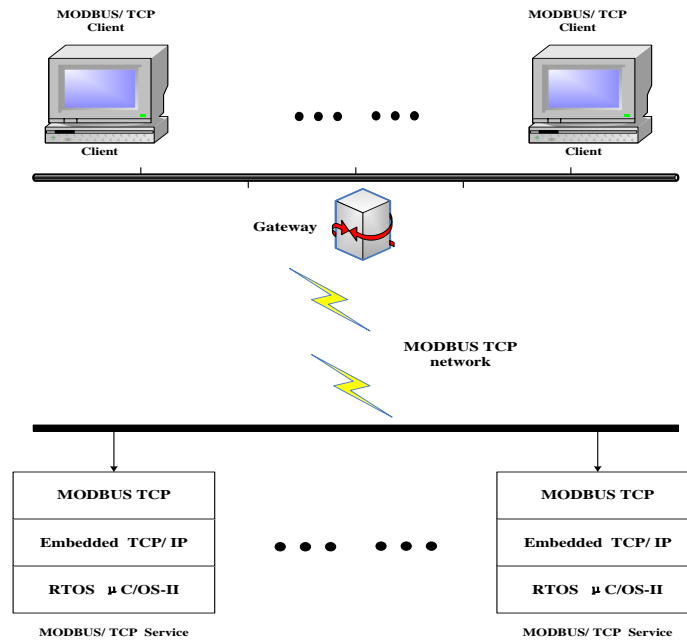 MODBUS/ TCP
Client
MODBUS/ TCP
Client
Client
Client
Gateway
MODBUS TCP
network
MODBUS TCP
MODBUS TCP
Embedded TCP/ IP
Embedded TCP/ IP
RTOS μC/OS-II
RTOS μC/OS-II
MODBUS/ TCP Service
MODBUS/ TCP Service